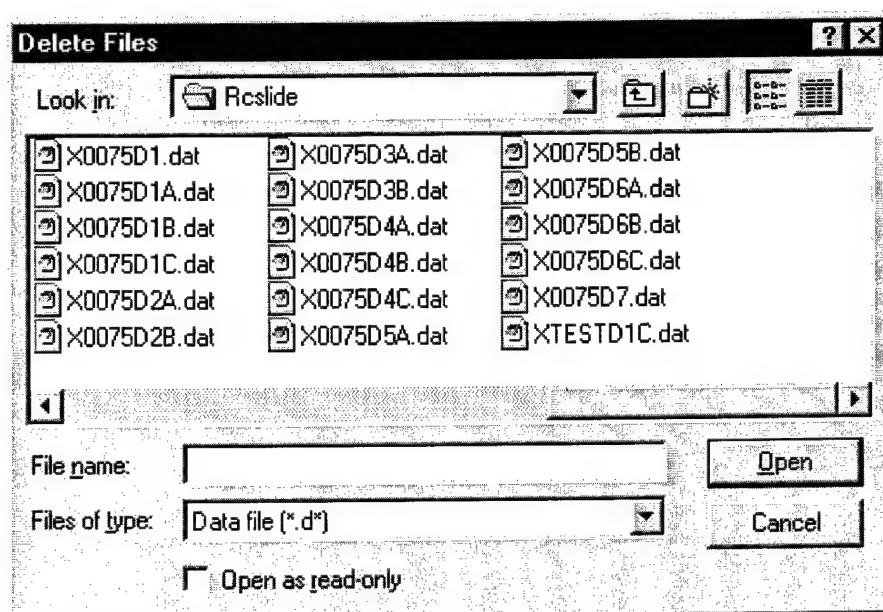 Delete Files
Look in: Rcslide
X0075D1.dat X0075D3A.dat X0075D5B.dat
X0075D1A.dat X0075D3B.dat X0075D6A.dat
X0075D1B.dat X0075D4A.dat X0075D6B.dat
X0075D1C.dat X0075D4B.dat X0075D6C.dat
X0075D2A.dat X0075D4C.dat X0075D7.dat
X0075D2B.dat X0075D5A.dat XTESTD1C.dat
File name: Open
Files of type: Data file (*.d*) Cancel
Open as read-only